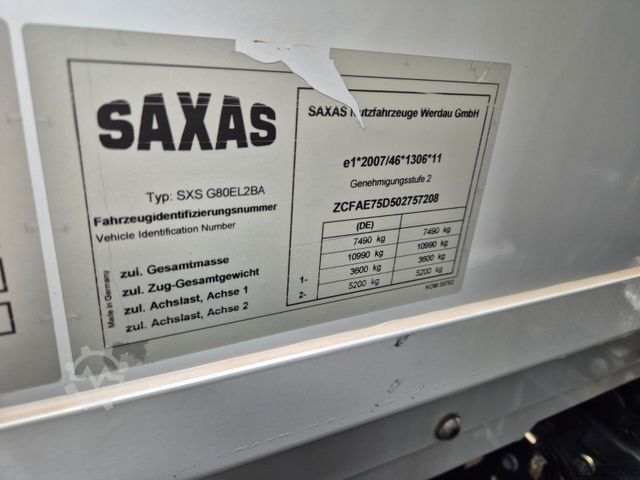 SAXAS
Typ: SXS G80EL2BA
Fahrzeugidentifizierungsnummer
Vehicle Identification Number
zul. Gesamtmasse
zul. Zug-Gesamtgewicht
zul. Achslast, Achse 1
zul. Achslast, Achse 2
Made in Germany
SAXAS Nutzfahrzeuge Werdau GmbH
e1*2007/46*1306*11
Genehmigungsstufe 2
ZCFAE75D502757208
(DE)
7490 kg 7490 kg
10990 kg 10990 kg
1- 3600 kg 3600 kg
2- 5200 kg 5200 kg